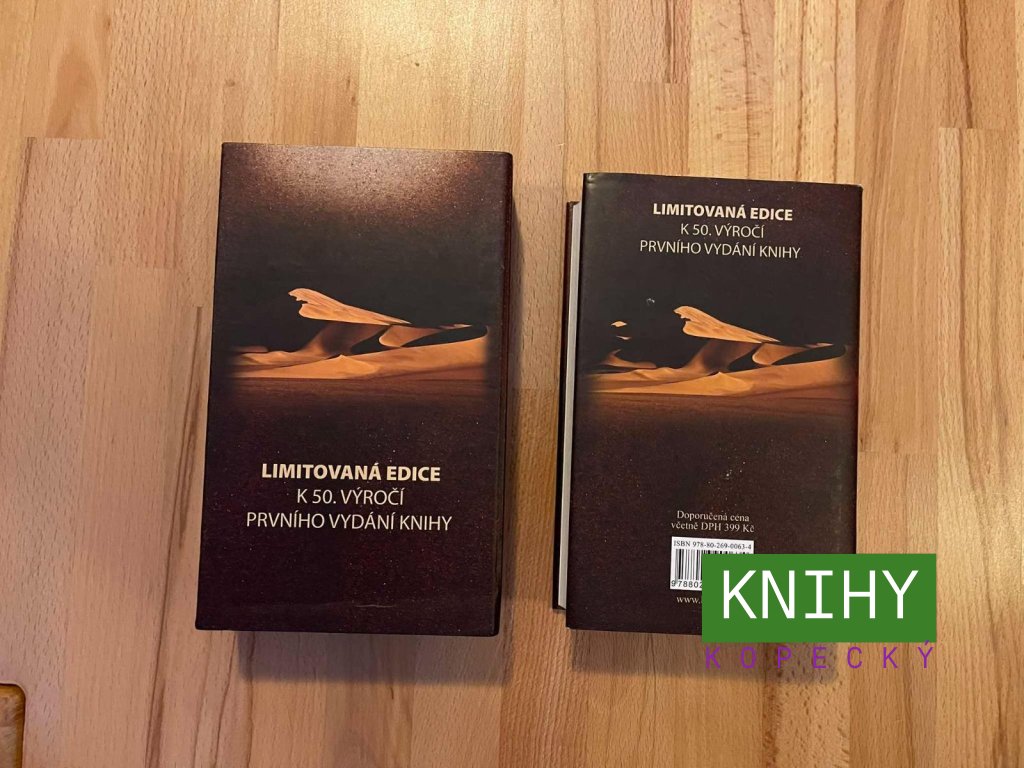 LIMITOVANÁ EDICE
K 50. VÝROČÍ
PRVNÍHO VYDÁNÍ KNIHY
LIMITOVANÁ EDICE
K 50. VÝROČÍ
PRVNÍHO VYDÁNÍ KNIHY
Doporučená cena
včetně DPH 399 Kč
ISBN 978-80-269-0063-4
KNIHY
KOPECKÝ